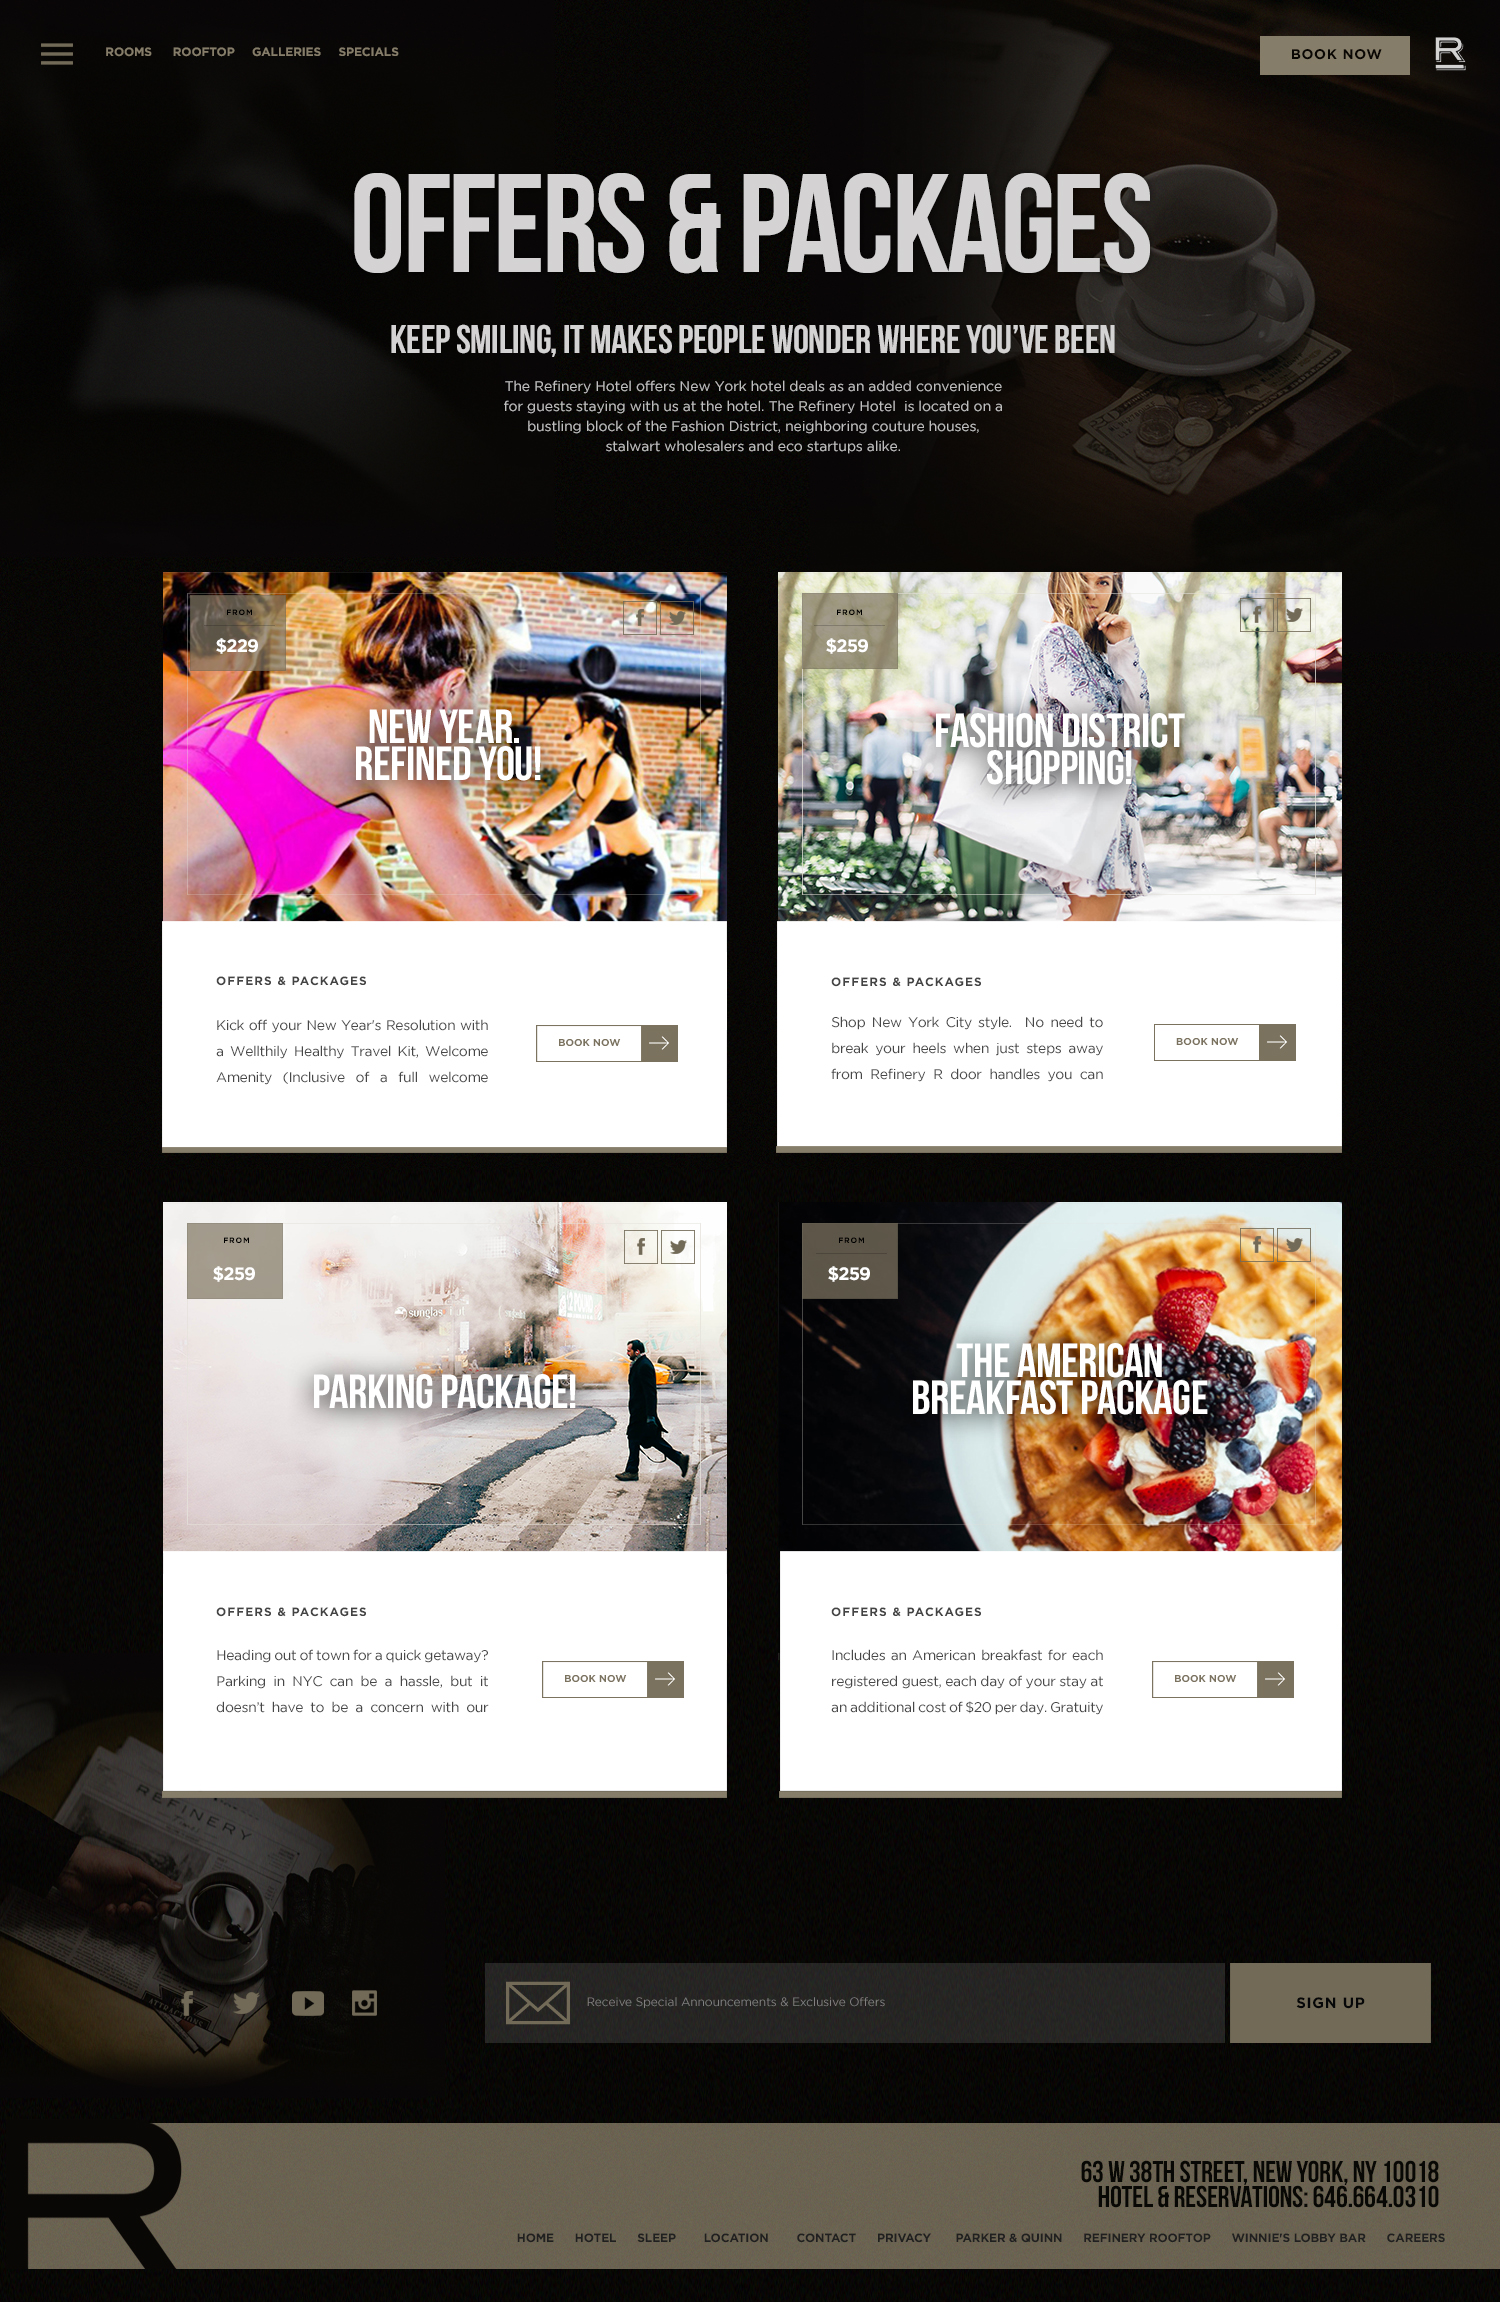 ROOMS ROOFTOP GALLERIES SPECIALS
BOOK NOW
R
OFFERS & PACKAGES
KEEP SMILING, IT MAKES PEOPLE WONDER WHERE YOU'VE BEEN
The Refinery Hotel offers New York hotel deals as an added convenience
for guests staying with us at the hotel. The Refinery Hotel is located on a
bustling block of the Fashion District, neighboring couture houses,
stalwart wholesalers and eco startups alike.
FROM
$229
NEW YEAR.
REFINED YOU!
OFFERS & PACKAGES
Kick off your New Year's Resolution with
a Wellthily Healthy Travel Kit, Welcome
Amenity (Inclusive of a full welcome
BOOK NOW
FROM
$259
FASHION DISTRICT
SHOPPING!
OFFERS & PACKAGES
Shop New York City style. No need to
break your heels when just steps away
from Refinery R door handles you can
BOOK NOW
FROM
$259
PARKING PACKAGE!
OFFERS & PACKAGES
Heading out of town for a quick getaway?
Parking in NYC can be a hassle, but it
doesn't have to be a concern with our
BOOK NOW
FROM
$259
THE AMERICAN
BREAKFAST PACKAGE
OFFERS & PACKAGES
Includes an American breakfast for each
registered guest, each day of your stay at
an additional cost of $20 per day. Gratuity
BOOK NOW
REFINERY
Receive Special Announcements & Exclusive Offers
SIGN UP
R
63 W 38TH STREET, NEW YORK, NY 10018
HOTEL & RESERVATIONS: 646.664.0310
HOME HOTEL SLEEP LOCATION CONTACT PRIVACY PARKER & QUINN REFINERY ROOFTOP WINNIE'S LOBBY BAR CAREERS